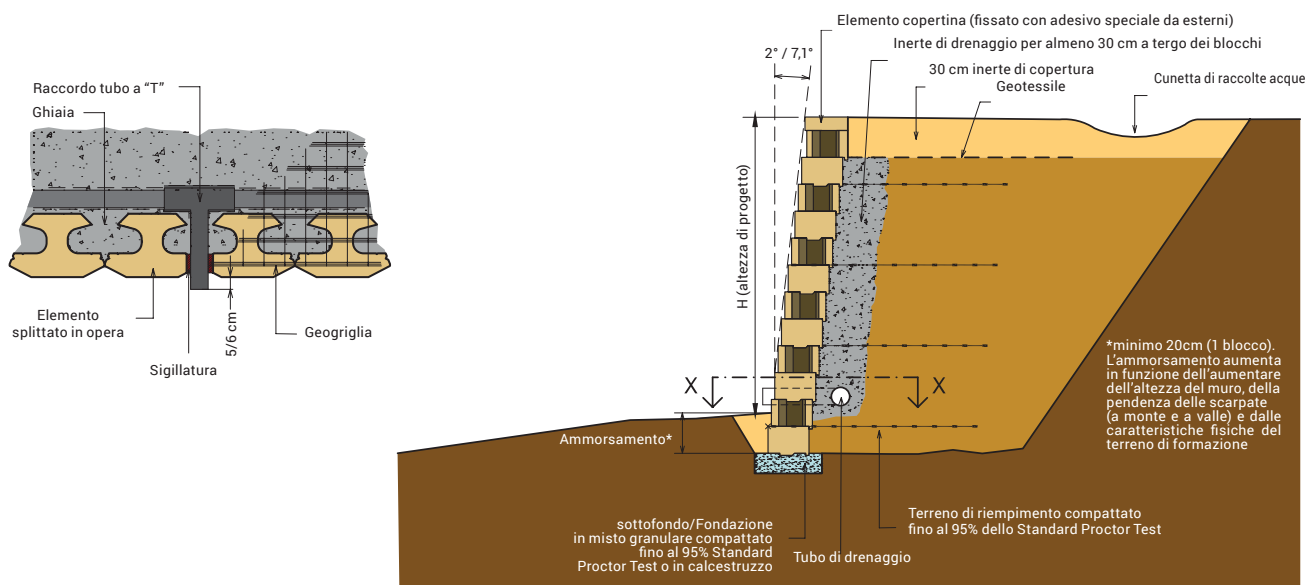 Raccordo tubo a “T”
Ghiaia
Elemento
splittato in opera
Sigillatura
5/6 cm
Geogriglia
Elemento copertina (fissato con adesivo speciale da esterni)
2° / 7,1°
Inerte di drenaggio per almeno 30 cm a tergo dei blocchi
30 cm inerte di copertura
Geotessile
Cunetta di raccolte acque
H (altezza di progetto)
X
X
Ammorsamento*
*minimo 20cm (1 blocco).
L’ammorsamento aumenta
in funzione dell’aumentare
dell’altezza del muro, della
pendenza delle scarpate
(a monte e a valle) e dalle
caratteristiche fisiche del
terreno di formazione
sottofondo/Fondazione
in misto granulare compattato
fino al 95% Standard
Proctor Test o in calcestruzzo
Tubo di drenaggio
Terreno di riempimento compattato
fino al 95% dello Standard Proctor Test